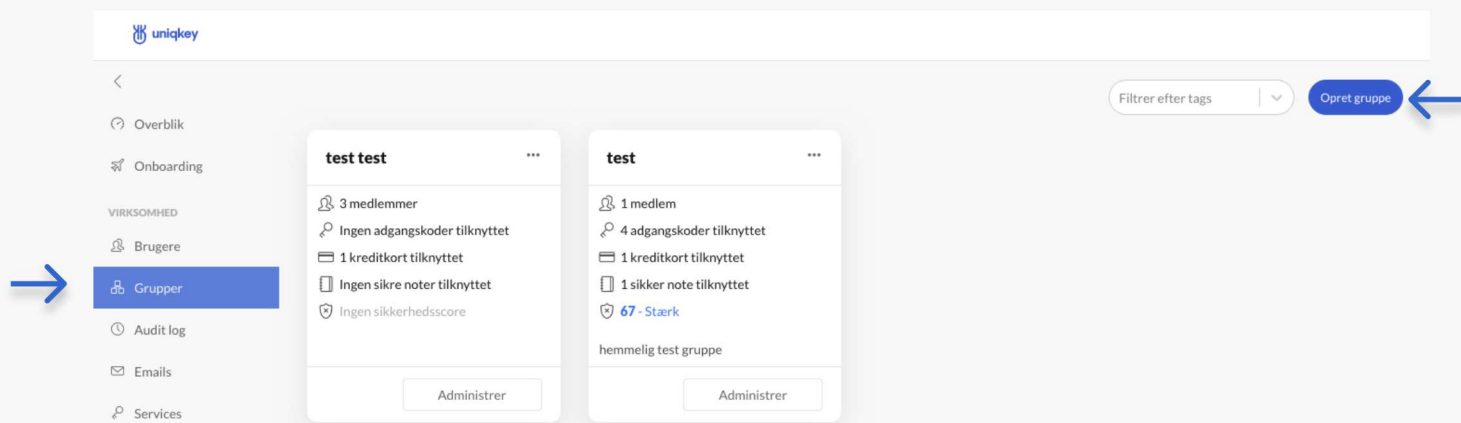 uniqkey
Filtrer efter tags
Opret gruppe
Overblik
Onboarding
VIRKSOMHED
Brugere
Grupper
Audit log
Emails
Services
test test
3 medlemmer
Ingen adgangskoder tilknyttet
1 kreditkort tilknyttet
Ingen sikre noter tilknyttet
Ingen sikkerhedsscore
Administrer
test
1 medlem
4 adgangskoder tilknyttet
1 kreditkort tilknyttet
1 sikker note tilknyttet
67 - Stærk
hemmelig test gruppe
Administrer